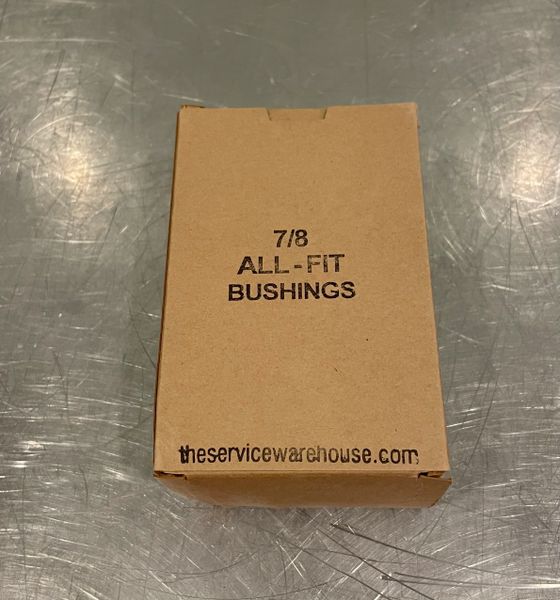 7/8
ALL-FIT
BUSHINGS
theservicewarehouse.com